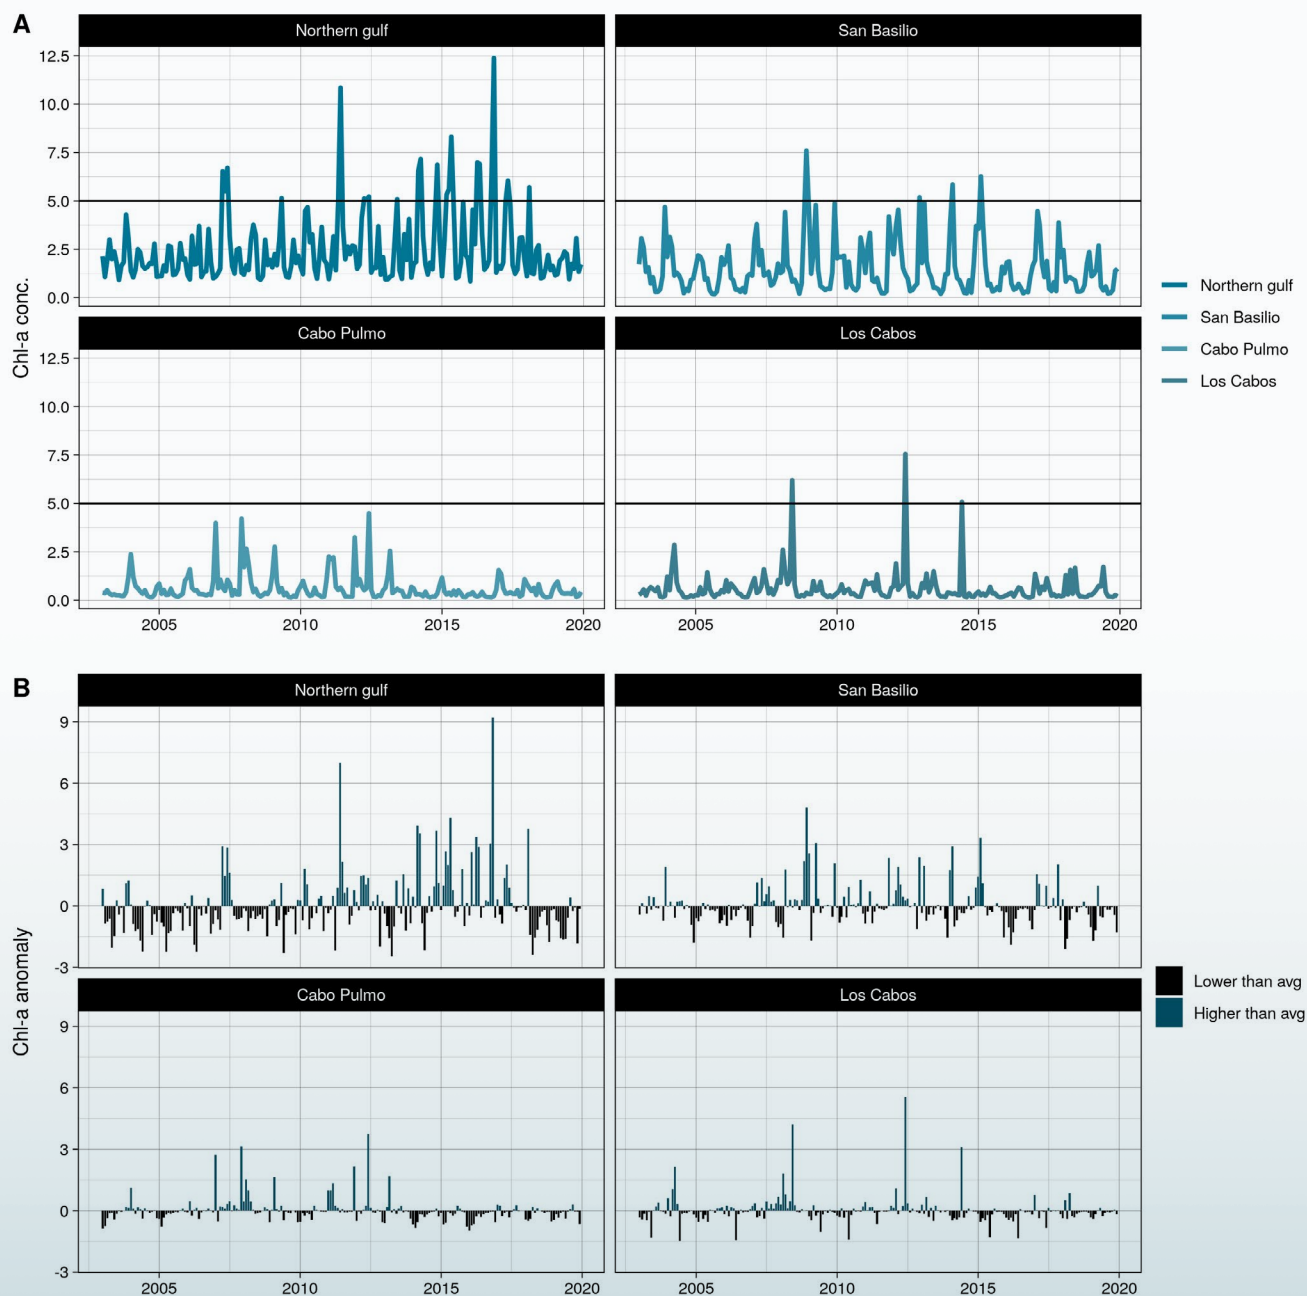 A
Northern gulf
San Basilio
12.5
10.0
7.5
5.0
2.5
0.0
Chl-a conc.
Cabo Pulmo
Los Cabos
12.5
10.0
7.5
5.0
2.5
0.0
2005
2010
2015
2020
2005
2010
2015
2020
Northern gulf
San Basilio
Cabo Pulmo
Los Cabos
B
Northern gulf
San Basilio
9
6
3
0
-3
Chl-a anomaly
Cabo Pulmo
Los Cabos
9
6
3
0
-3
2005
2010
2015
2020
2005
2010
2015
2020
Lower than avg
Higher than avg